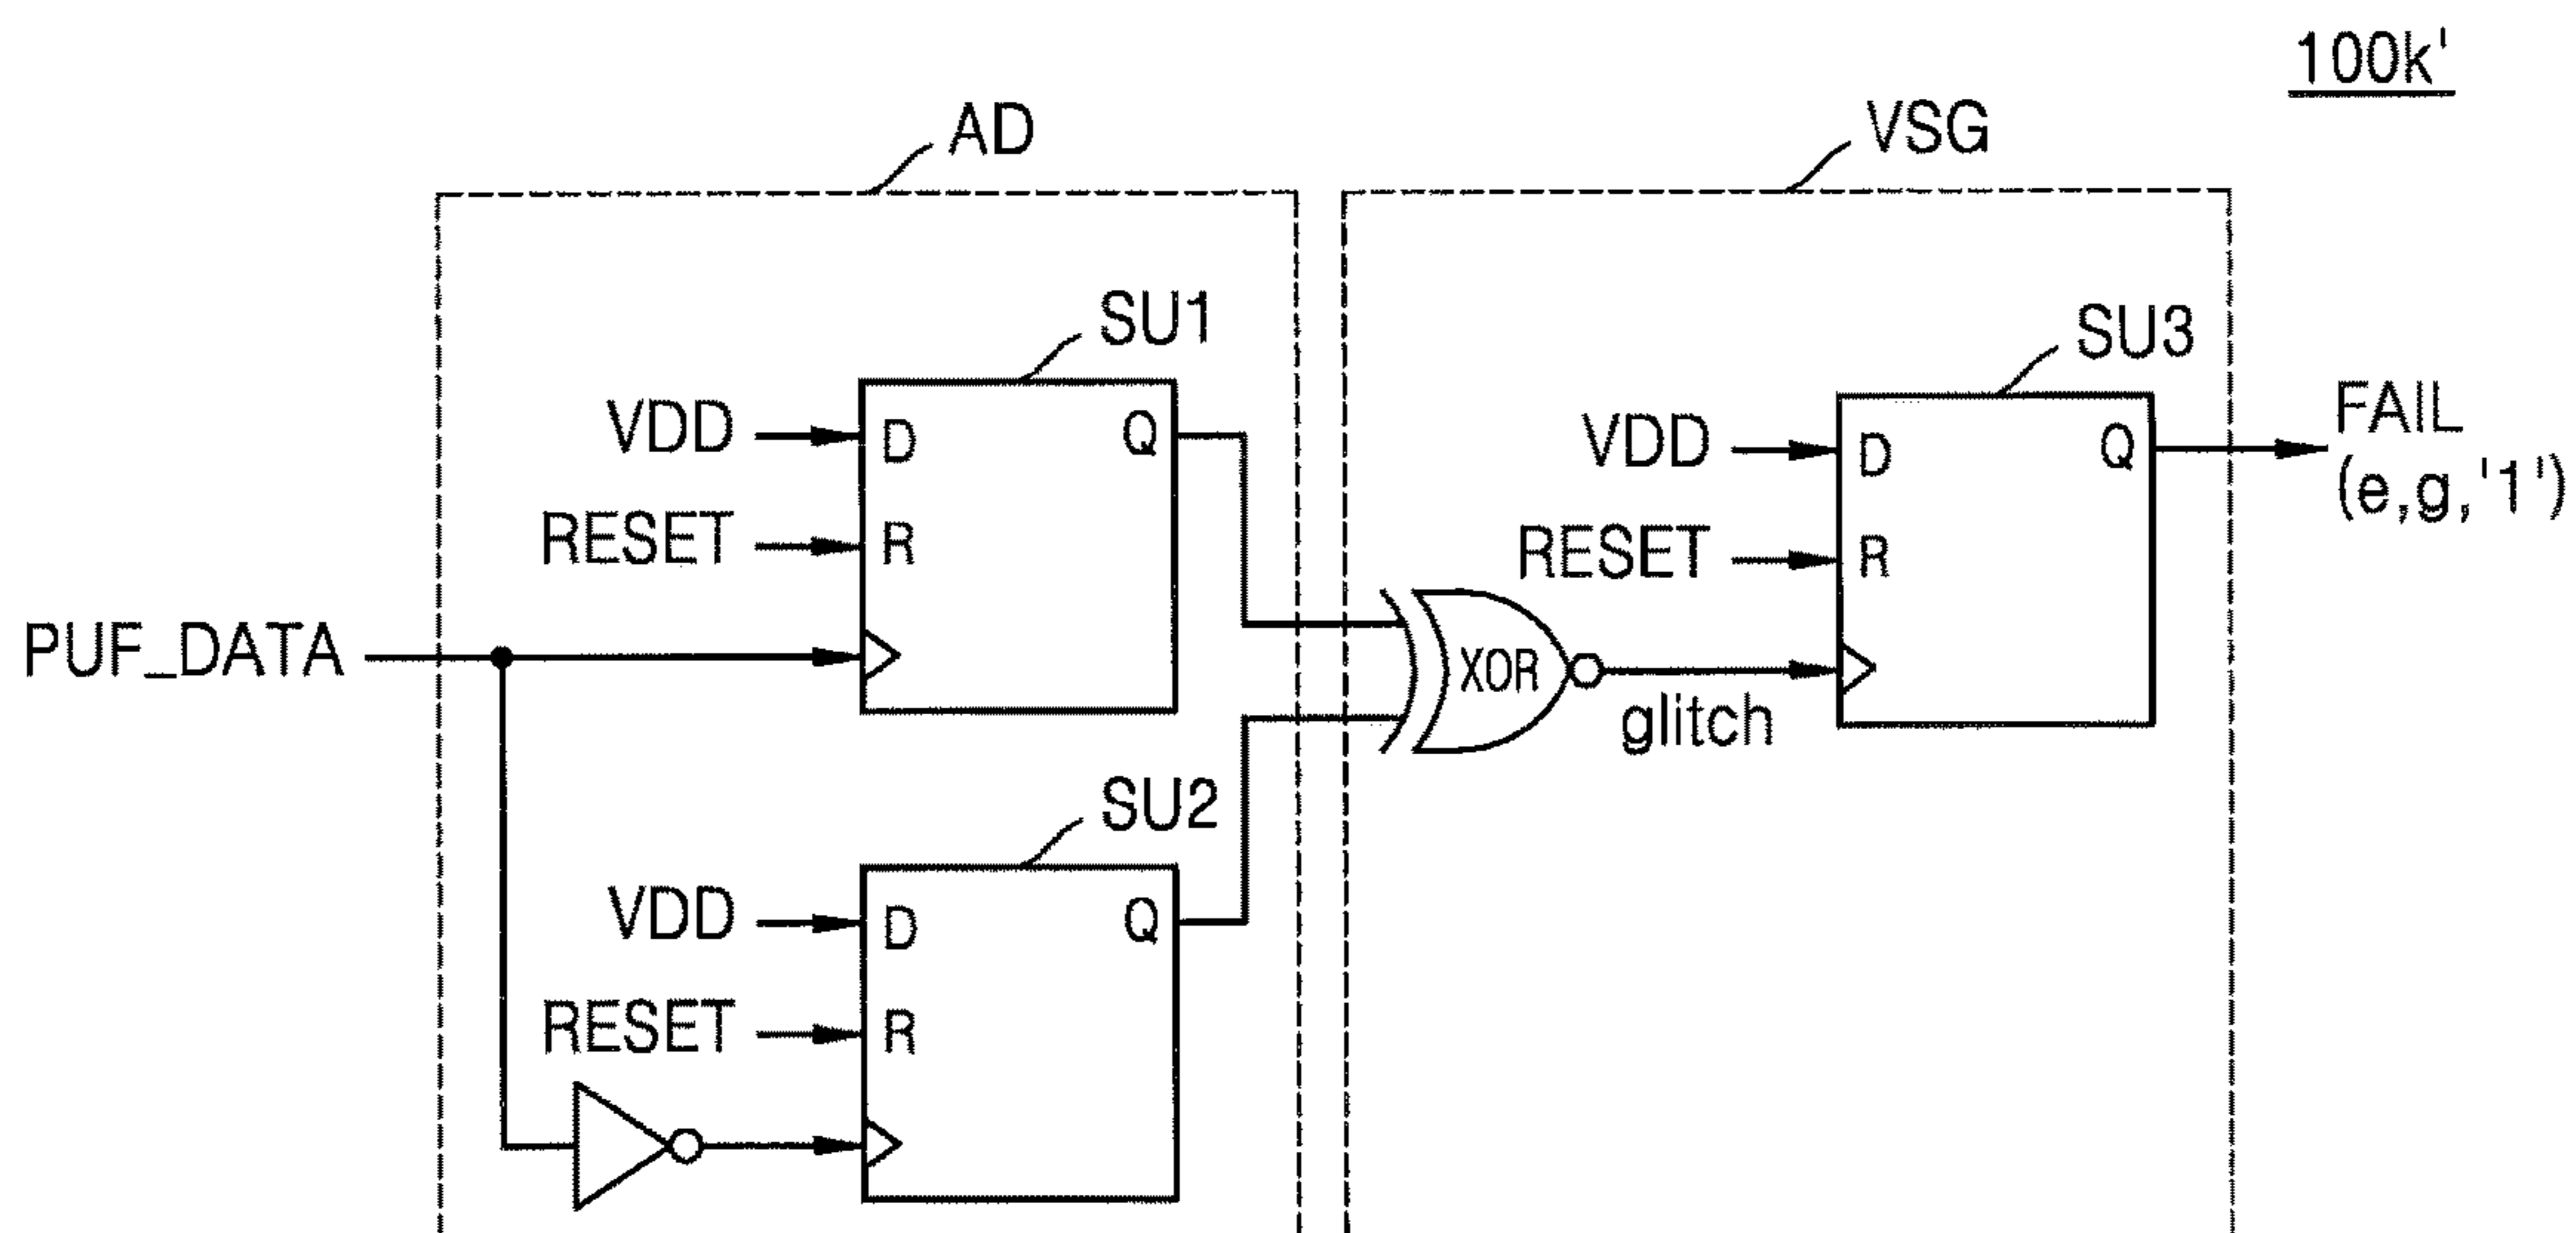 100k'
AD
VSG
SU1
SU3
VDD
D
Q
VDD
D
Q
FAIL
(e,g,'1')
RESET
R
RESET
R
PUF_DATA
XOR
glitch
SU2
VDD
D
Q
RESET
R